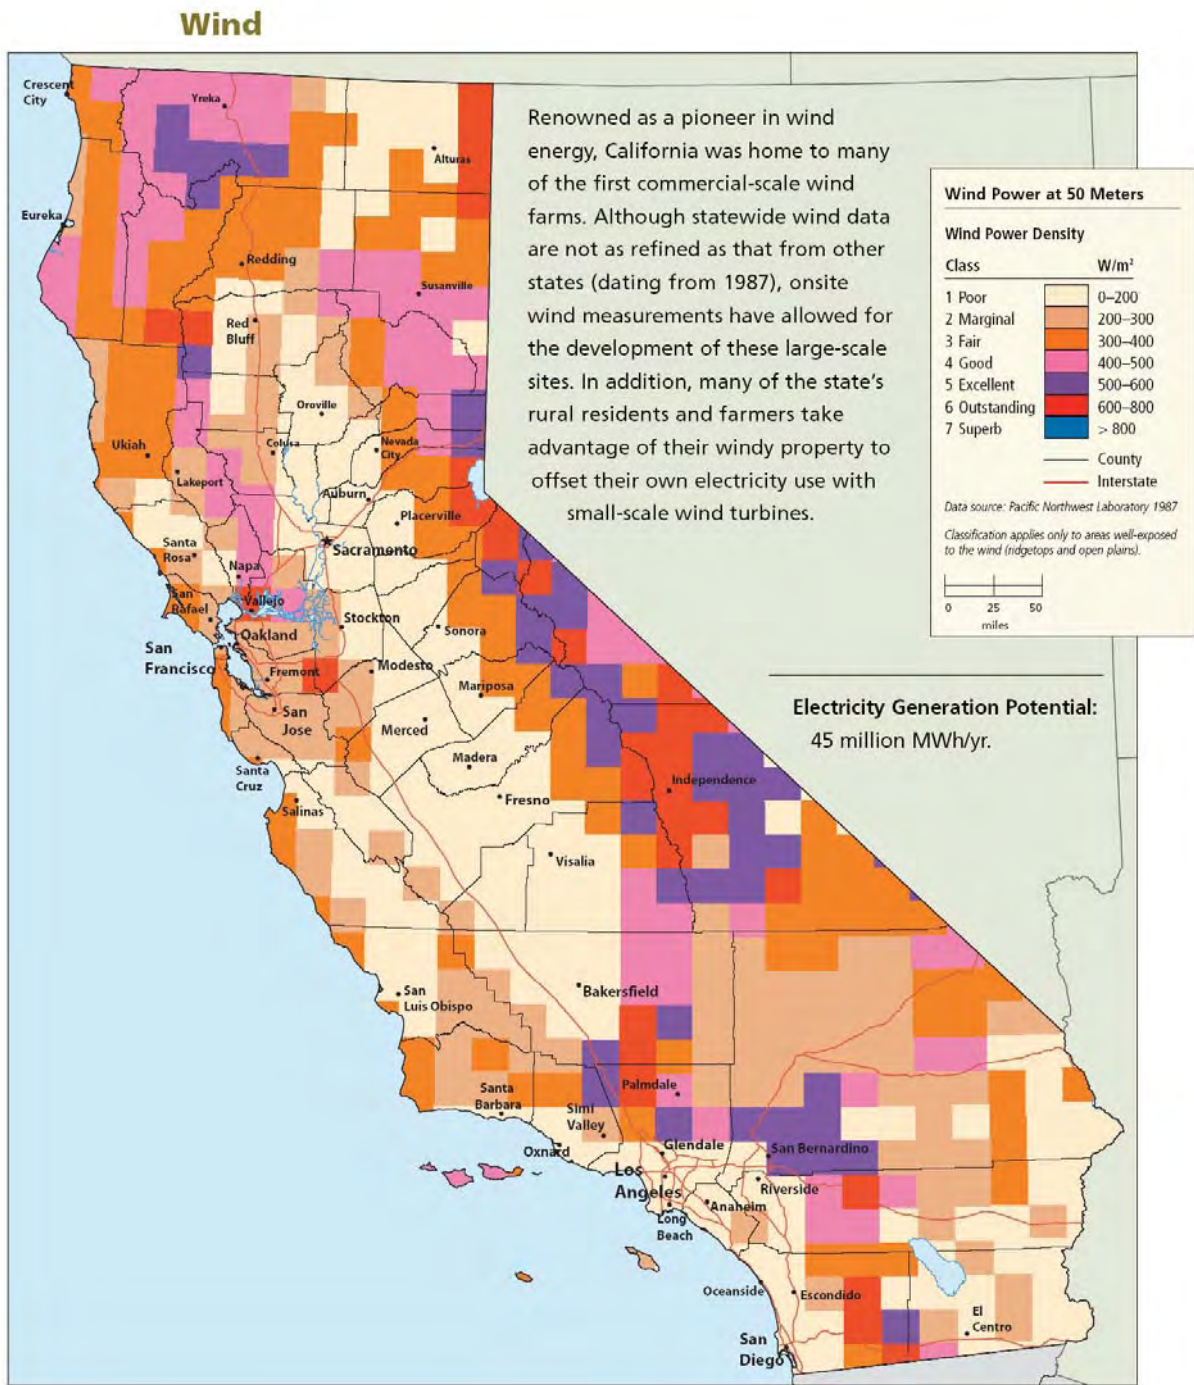 Wind
Crescent
City
Yreka
Alturas
Eureka
Redding
Susanville
Red
Bluff
Oroville
Ukiah
Colusa
Nevada
City
Lakeport
Auburn
Placerville
Santa
Rosa
Sacramento
Napa
San
Rafael
Vallejo
Stockton
Oakland
Sonora
San
Francisco
Fremont
Modesto
Mariposa
San
Jose
Merced
Madera
Santa
Cruz
Independence
Fresno
Salinas
Visalia
Bakersfield
San
Luis Obispo
Santa
Barbara
Palmdale
Simi
Valley
Oxnard
Glendale
San Bernardino
Los
Angeles
Riverside
Anaheim
Long
Beach
Oceanside
Escondido
El
Centro
San
Diego
Renowned as a pioneer in wind
energy, California was home to many
of the first commercial-scale wind
farms. Although statewide wind data
are not as refined as that from other
states (dating from 1987), onsite
wind measurements have allowed for
the development of these large-scale
sites. In addition, many of the state’s
rural residents and farmers take
advantage of their windy property to
offset their own electricity use with
small-scale wind turbines.
Wind Power at 50 Meters
Wind Power Density
Class W/m²
1 Poor 0–200
2 Marginal 200–300
3 Fair 300–400
4 Good 400–500
5 Excellent 500–600
6 Outstanding 600–800
7 Superb > 800
County
Interstate
Data source: Pacific Northwest Laboratory 1987
Classification applies only to areas well-exposed
to the wind (ridgetops and open plains).
0 25 50
miles
Electricity Generation Potential:
45 million MWh/yr.